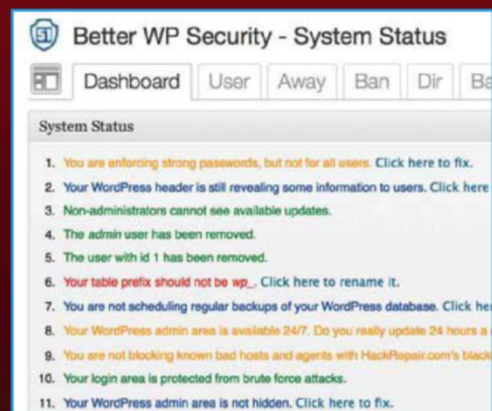 Better WP Security - System Status
Dashboard User Away Ban Dir Ba
System Status
1. You are enforcing strong passwords, but not for all users. Click here to fix.
2. Your WordPress header is still revealing some information to users. Click here
3. Non-administrators cannot see available updates.
4. The admin user has been removed.
5. The user with id 1 has been removed.
6. Your table prefix should not be wp_. Click here to rename it.
7. You are not scheduling regular backups of your WordPress database. Click he
8. Your WordPress admin area is available 24/7. Do you really update 24 hours a
9. You are not blocking known bad hosts and agents with HackRepair.com's black
10. Your login area is protected from brute force attacks.
11. Your WordPress admin area is not hidden. Click here to fix.